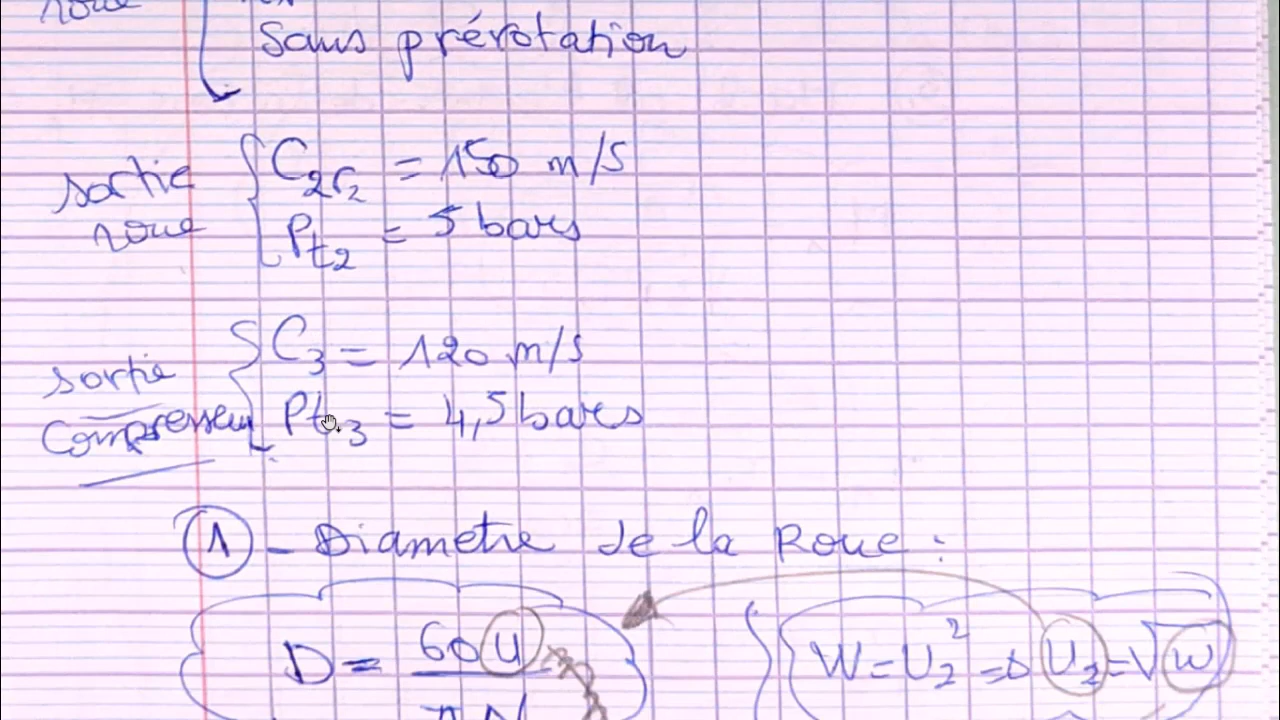 roue
Sans prérotation
sortie roue
C2r2 = 150 m/s
Pt2 = 5 bars
sortie Compresseur
C3 = 120 m/s
Pt3 = 4,5 bars
1 - Diametre de la Roue :
D = 60 U / π N
W = U2² => U2 = √W